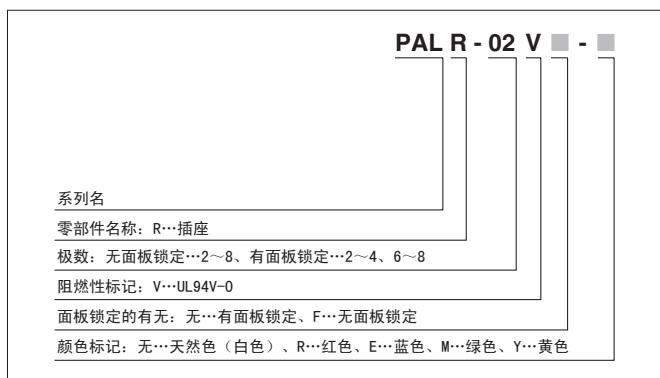 PAL R - 02 V ■ - ■
系列名
零部件名称：R…插座
极数：无面板锁定…2～8、有面板锁定…2～4、6～8
阻燃性标记：V…UL94V-0
面板锁定的有无：无…有面板锁定、F…无面板锁定
颜色标记：无…天然色（白色）、R…红色、E…蓝色、M…绿色、Y…黄色